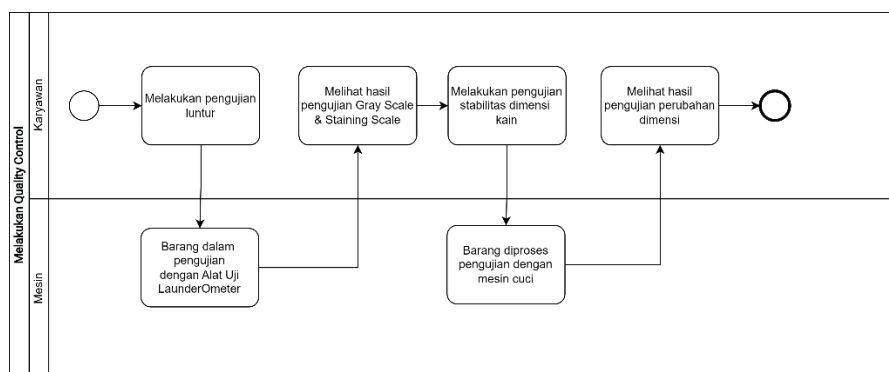 Melakukan Quality Control
Karyawan
Melakukan pengujian
luntur
Melihat hasil
pengujian Gray Scale
& Staining Scale
Melakukan pengujian
stabilitas dimensi
kain
Melihat hasil
pengujian perubahan
dimensi
Mesin
Barang dalam
pengujian
dengan Alat Uji
LaunderOmeter
Barang diproses
pengujian dengan
mesin cuci